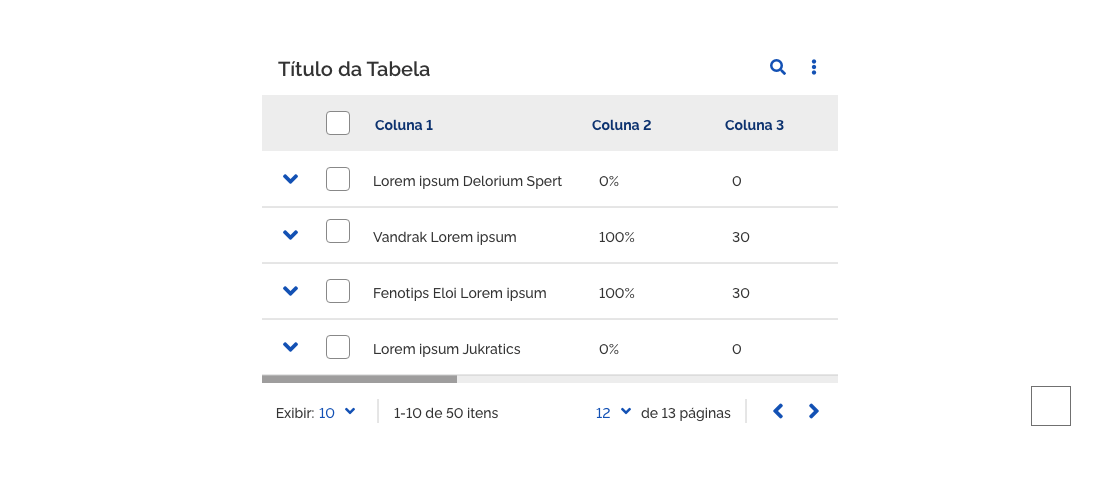 Título da Tabela
Coluna 1 Coluna 2 Coluna 3
Lorem ipsum Delorium Spert 0% 0
Vandrak Lorem ipsum 100% 30
Fenotips Eloi Lorem ipsum 100% 30
Lorem ipsum Jukratics 0% 0
Exibir: 10 1-10 de 50 itens 12 de 13 páginas